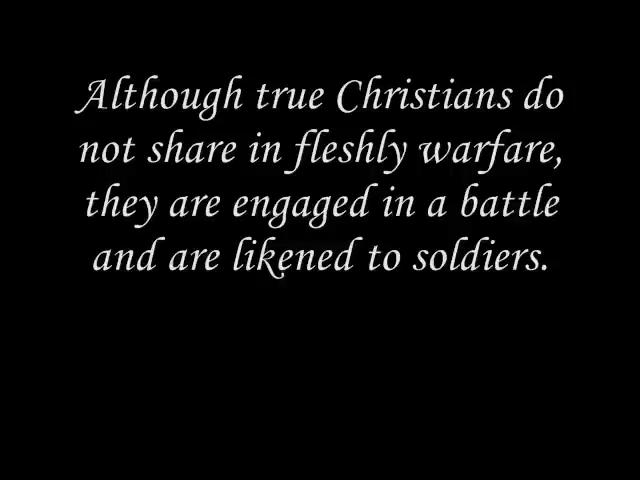 Although true Christians do
not share in fleshly warfare,
they are engaged in a battle
and are likened to soldiers.